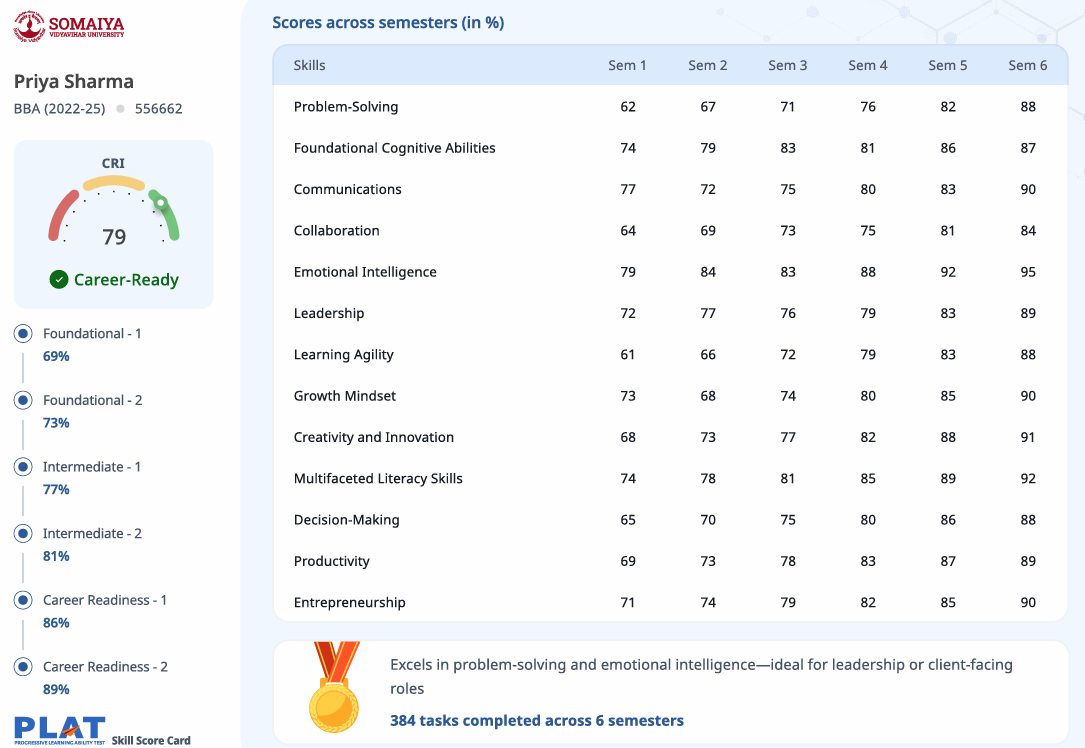 SOMAIYA
VIDYAVIHAR UNIVERSITY
Priya Sharma
BBA (2022-25) 556662
CRI
79
Career-Ready
Foundational - 1
69%
Foundational - 2
73%
Intermediate - 1
77%
Intermediate - 2
81%
Career Readiness - 1
86%
Career Readiness - 2
89%
PLAT
PROGRESSIVE LEARNING ABILITY TEST
Skill Score Card
Scores across semesters (in %)
Skills Sem 1 Sem 2 Sem 3 Sem 4 Sem 5 Sem 6
Problem-Solving 62 67 71 76 82 88
Foundational Cognitive Abilities 74 79 83 81 86 87
Communications 77 72 75 80 83 90
Collaboration 64 69 73 75 81 84
Emotional Intelligence 79 84 83 88 92 95
Leadership 72 77 76 79 83 89
Learning Agility 61 66 72 79 83 88
Growth Mindset 73 68 74 80 85 90
Creativity and Innovation 68 73 77 82 88 91
Multifaceted Literacy Skills 74 78 81 85 89 92
Decision-Making 65 70 75 80 86 88
Productivity 69 73 78 83 87 89
Entrepreneurship 71 74 79 82 85 90
Excels in problem-solving and emotional intelligence—ideal for leadership or client-facing
roles
384 tasks completed across 6 semesters